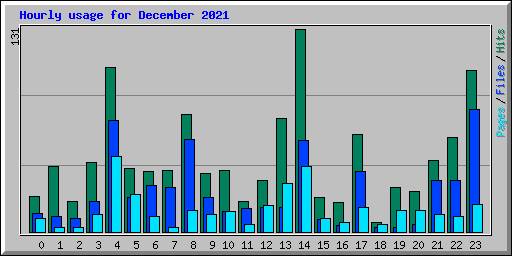 Hourly usage for December 2021
131
Pages/Files/Hits
0 1 2 3 4 5 6 7 8 9 10 11 12 13 14 15 16 17 18 19 20 21 22 23